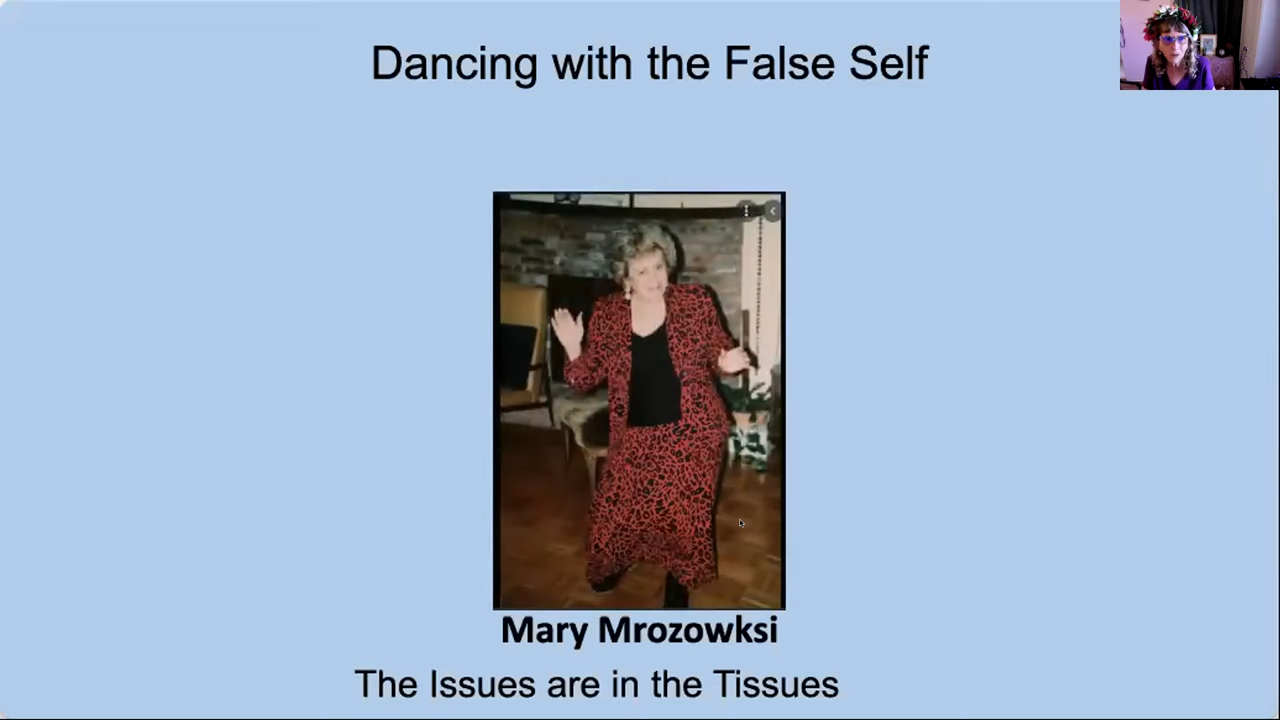 Dancing with the False Self
Mary Mrozowksi
The Issues are in the Tissues